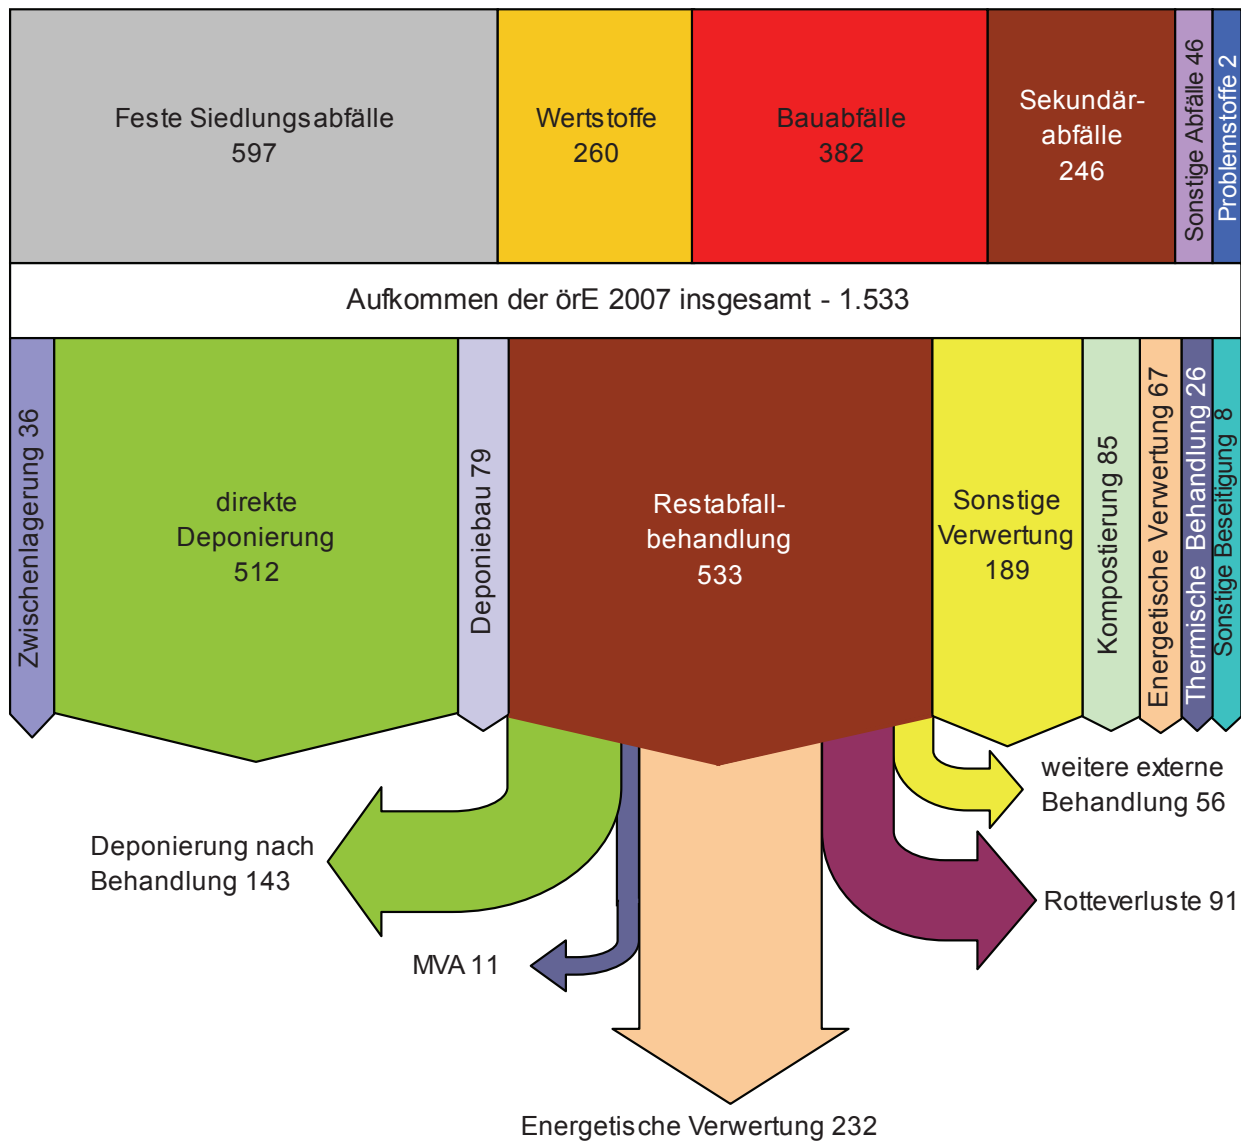 Feste Siedlungsabfälle
597
Wertstoffe
260
Bauabfälle
382
Sekundär-
abfälle
246
Sonstige Abfälle 46
Problemstoffe 2
Aufkommen der örE 2007 insgesamt - 1.533
Zwischenlagerung 36
direkte
Deponierung
512
Deponiebau 79
Restabfall-
behandlung
533
Sonstige
Verwertung
189
Kompostierung 85
Energetische Verwertung 67
Thermische Behandlung 26
Sonstige Beseitigung 8
weitere externe
Behandlung 56
Deponierung nach
Behandlung 143
Rotteverluste 91
MVA 11
Energetische Verwertung 232